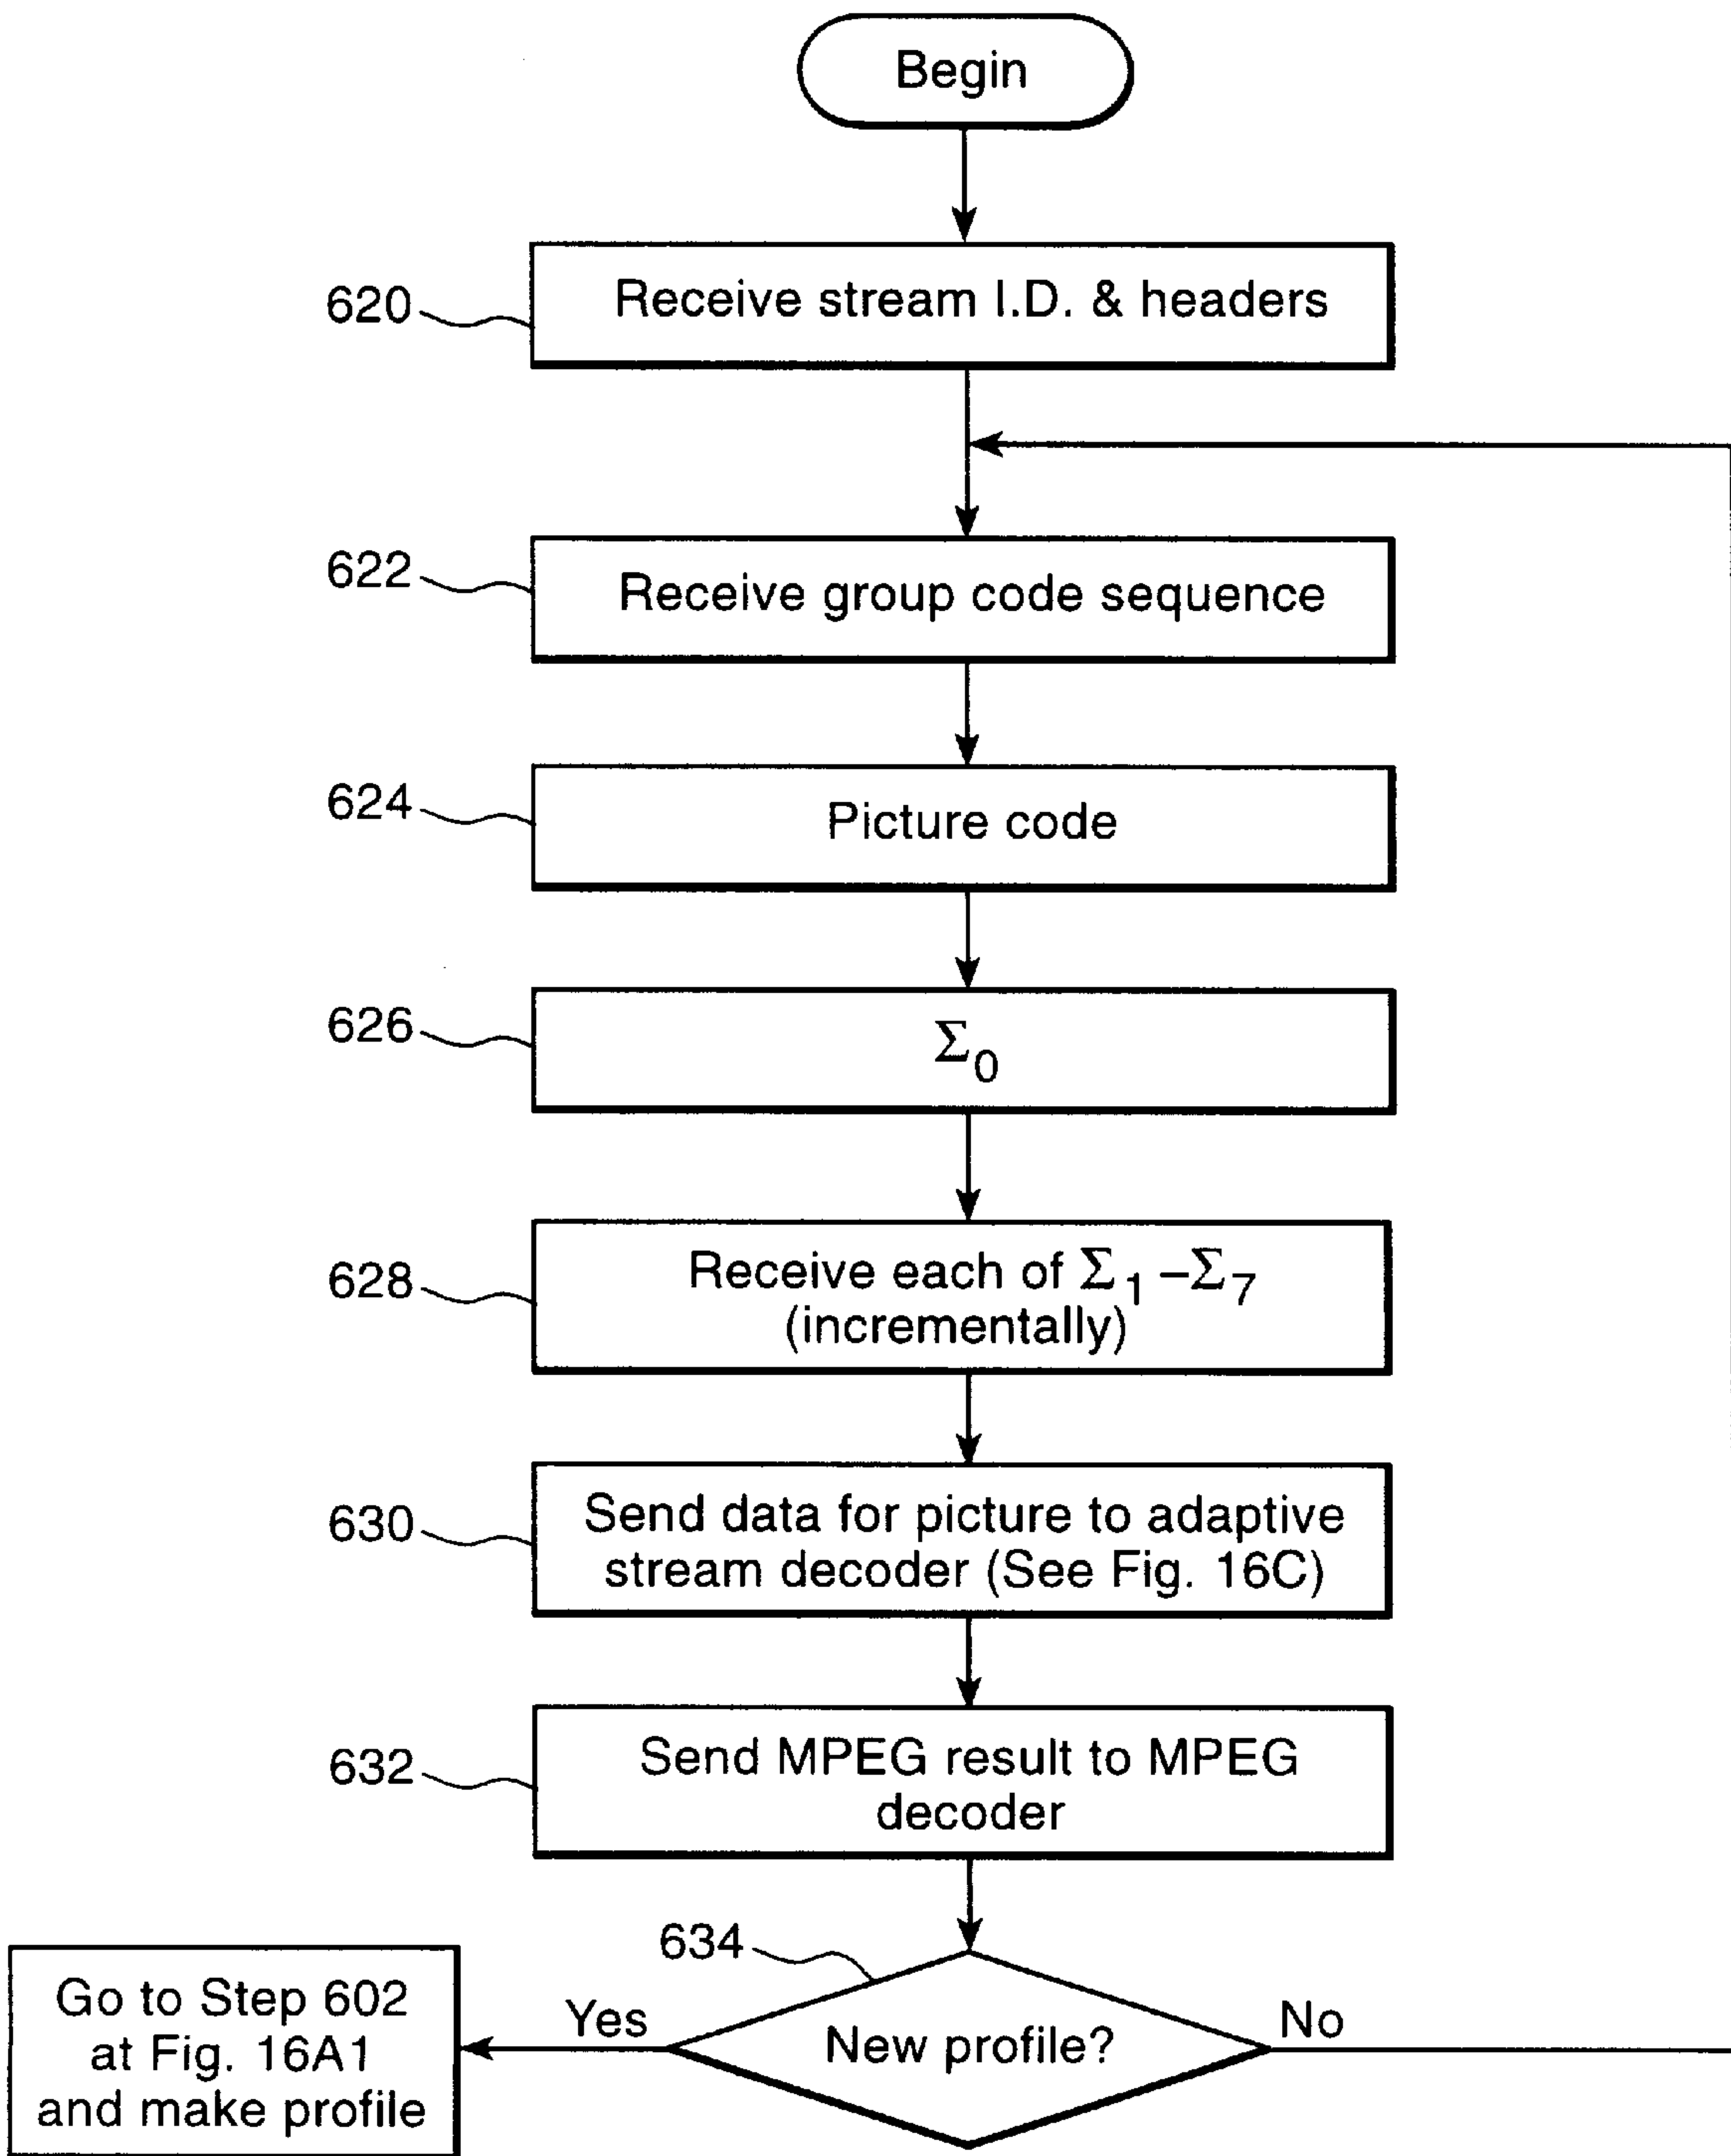 Begin
620
Receive stream I.D. & headers
622
Receive group code sequence
624
Picture code
626
Σ0
628
Receive each of Σ1 –Σ7
(incrementally)
630
Send data for picture to adaptive
stream decoder (See Fig. 16C)
632
Send MPEG result to MPEG
decoder
634
New profile?
Yes
No
Go to Step 602
at Fig. 16A1
and make profile